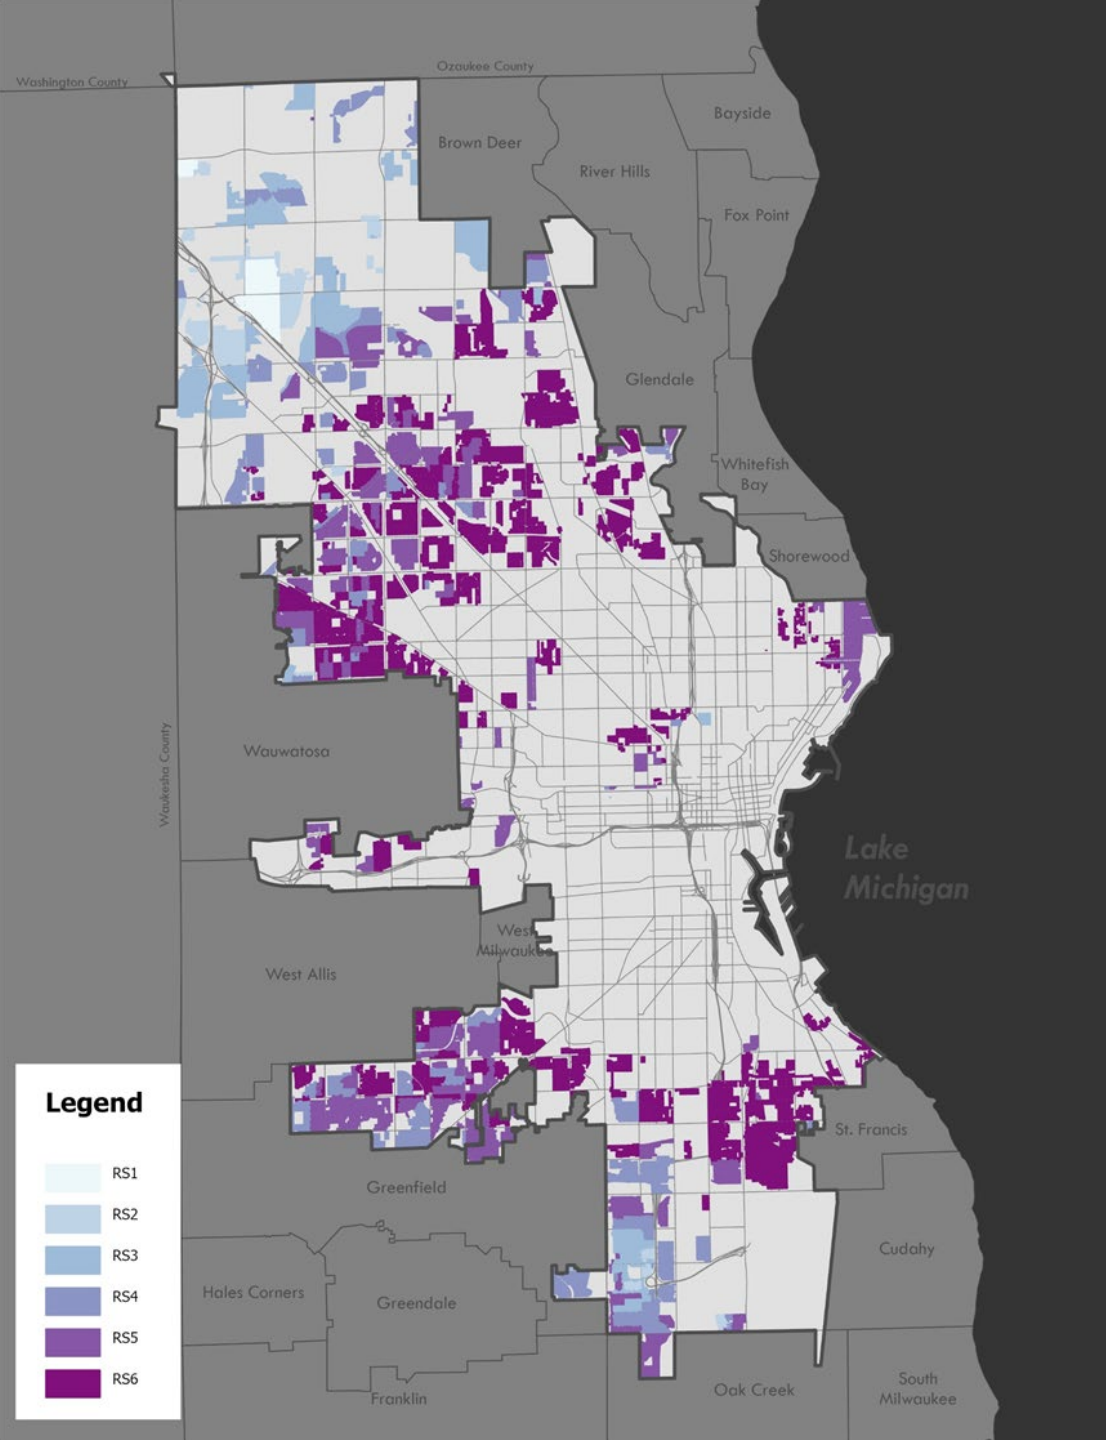 Ozaukee County
Washington County
Bayside
Brown Deer
River Hills
Fox Point
Glendale
Whitefish
Bay
Shorewood
Waukesha County
Wauwatosa
Lake
Michigan
West
Milwaukee
West Allis
Legend
RS1
RS2
RS3
RS4
RS5
RS6
St. Francis
Greenfield
Cudahy
Hales Corners
Greendale
Franklin
Oak Creek
South
Milwaukee